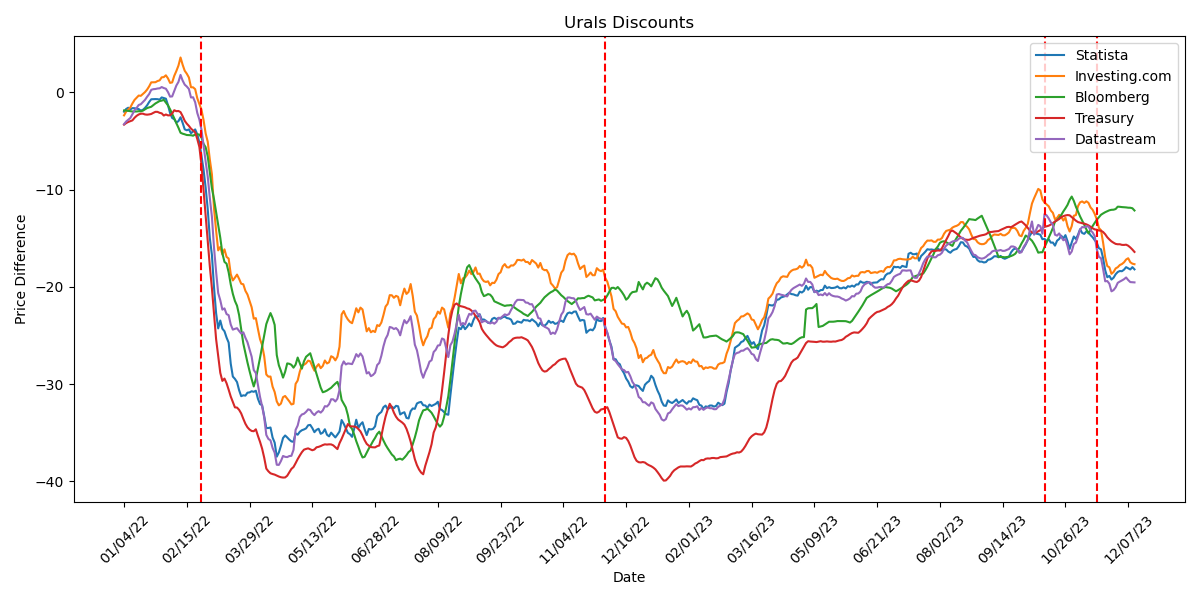 Urals Discounts
Statista
Investing.com
Bloomberg
Treasury
Datastream
Price Difference
0
−10
−20
−30
−40
01/04/22
02/15/22
03/29/22
05/13/22
06/28/22
08/09/22
09/23/22
11/04/22
12/16/22
02/01/23
03/16/23
05/09/23
06/21/23
08/02/23
09/14/23
10/26/23
12/07/23
Date